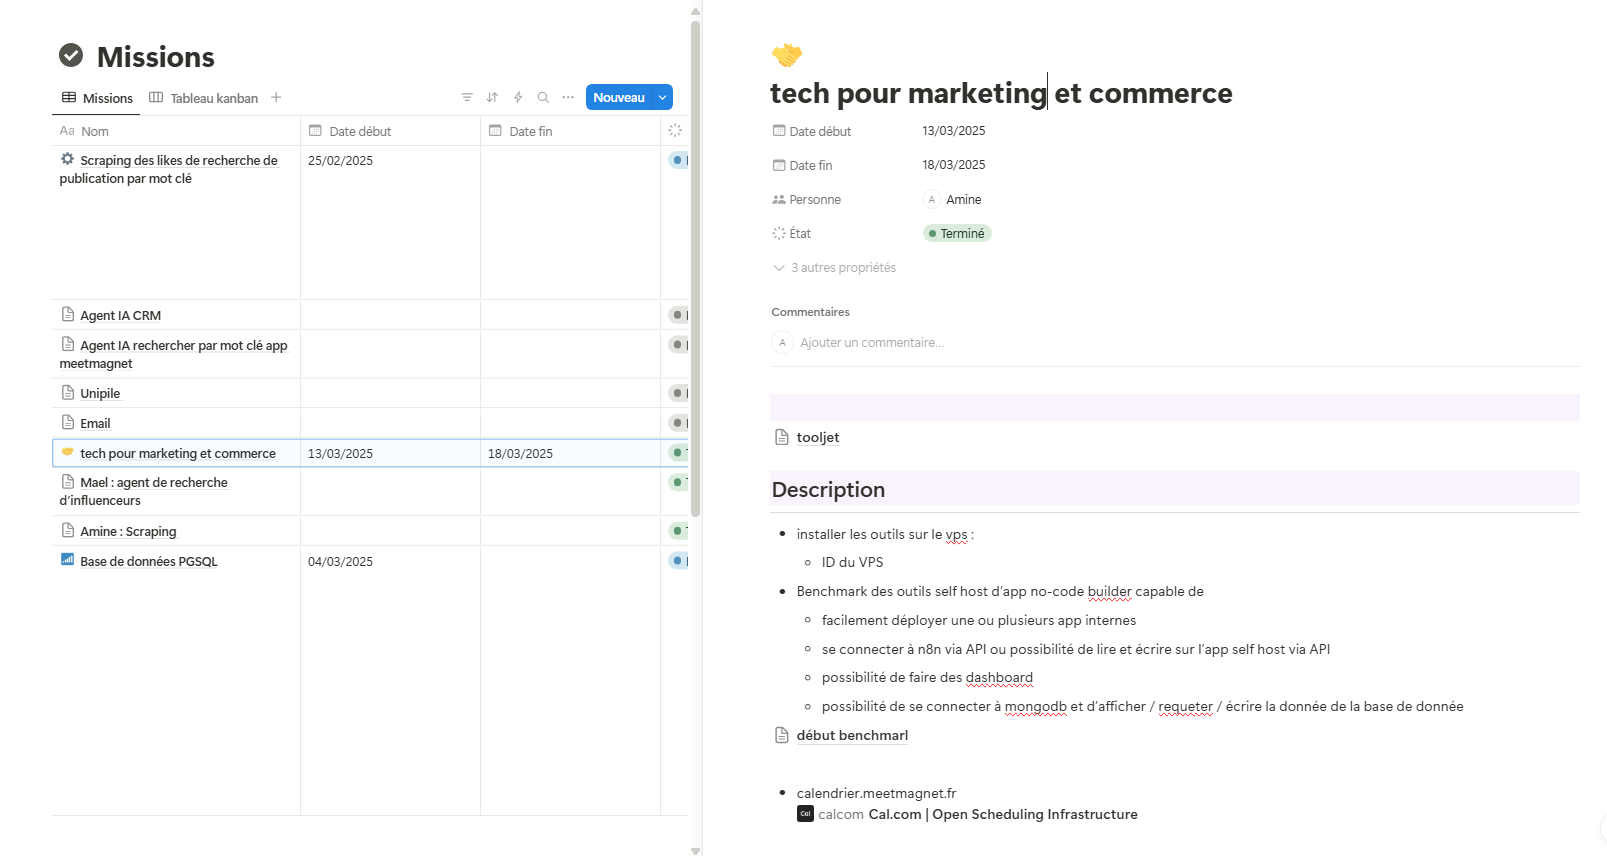 Missions
Missions
Tableau kanban
Nouveau
Aa Nom
Date début
Date fin
Scraping des likes de recherche de
publication par mot clé
25/02/2025
Agent IA CRM
Agent IA rechercher par mot clé app
meetmagnet
Unipile
Email
tech pour marketing et commerce
13/03/2025
18/03/2025
Mael : agent de recherche
d'influenceurs
Amine : Scraping
Base de données PGSQL
04/03/2025
tech pour marketing et commerce
Date début
13/03/2025
Date fin
18/03/2025
Personne
A Amine
État
Terminé
3 autres propriétés
Commentaires
A Ajouter un commentaire...
tooljet
Description
installer les outils sur le vps :
ID du VPS
Benchmark des outils self host d'app no-code builder capable de
facilement déployer une ou plusieurs app internes
se connecter à n8n via API ou possibilité de lire et écrire sur l'app self host via API
possibilité de faire des dashboard
possibilité de se connecter à mongodb et d'afficher / requeter / écrire la donnée de la base de donnée
début benchmarl
calendrier.meetmagnet.fr
Cal calcom Cal.com | Open Scheduling Infrastructure